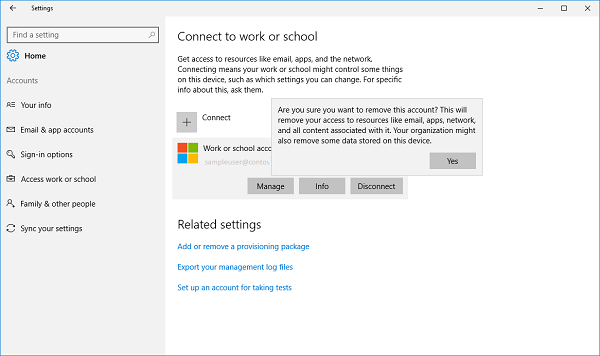 Settings
Find a setting
Home
Accounts
Your info
Email & app accounts
Sign-in options
Access work or school
Family & other people
Sync your settings
Connect to work or school
Get access to resources like email, apps, and the network.
Connecting means your work or school might control some things
on this device, such as which settings you can change. For specific
info about this, ask them.
Connect
Work or school acco
sampleuser@contos
Are you sure you want to remove this account? This will
remove your access to resources like email, apps, network,
and all content associated with it. Your organization might
also remove some data stored on this device.
Yes
Manage
Info
Disconnect
Related settings
Add or remove a provisioning package
Export your management log files
Set up an account for taking tests